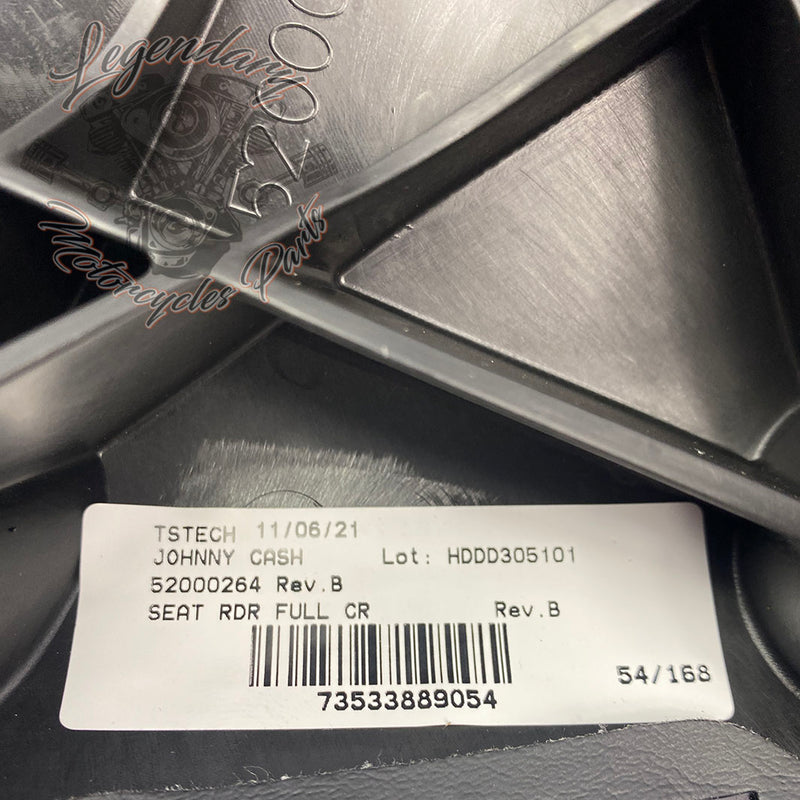 Legendary
Motorcycles Parts
52000
TSTECH 11/06/21
JOHNNY CASH Lot: HDDD305101
52000264 Rev.B
SEAT RDR FULL CR Rev.B
73533889054
54/168